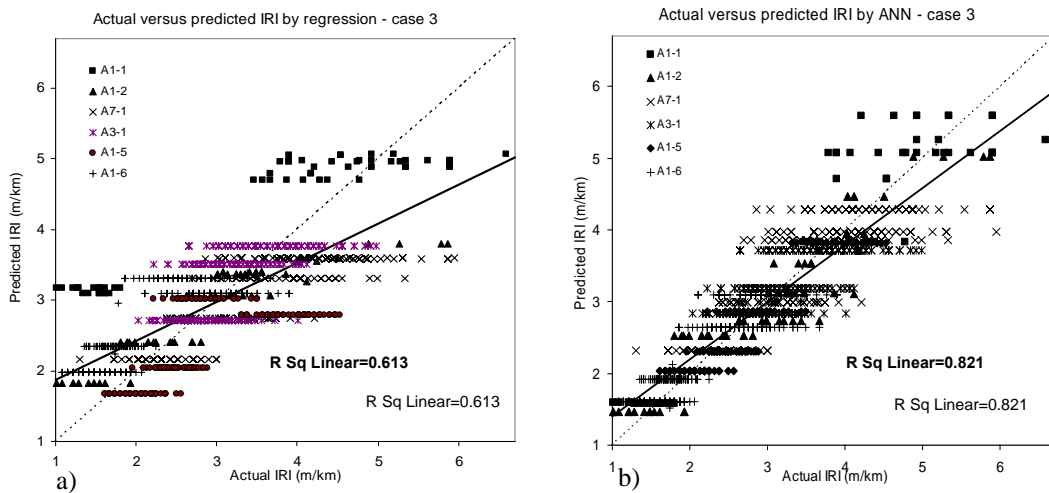 Actual versus predicted IRI by regression - case 3
6
5
4
3
2
1
Predicted IRI (m/km)
A1-1
A1-2
A7-1
A3-1
A1-5
A1-6
R Sq Linear=0.613
R Sq Linear=0.613
1 2 3 4 5 6
Actual IRI (m/km)
a)
Actual versus predicted IRI by ANN - case 3
6
5
4
3
2
1
Predicted IRI (m/km)
A1-1
A1-2
A7-1
A3-1
A1-5
A1-6
R Sq Linear=0.821
R Sq Linear=0.821
1 2 3 4 5 6
Actual IRI (m/km)
b)